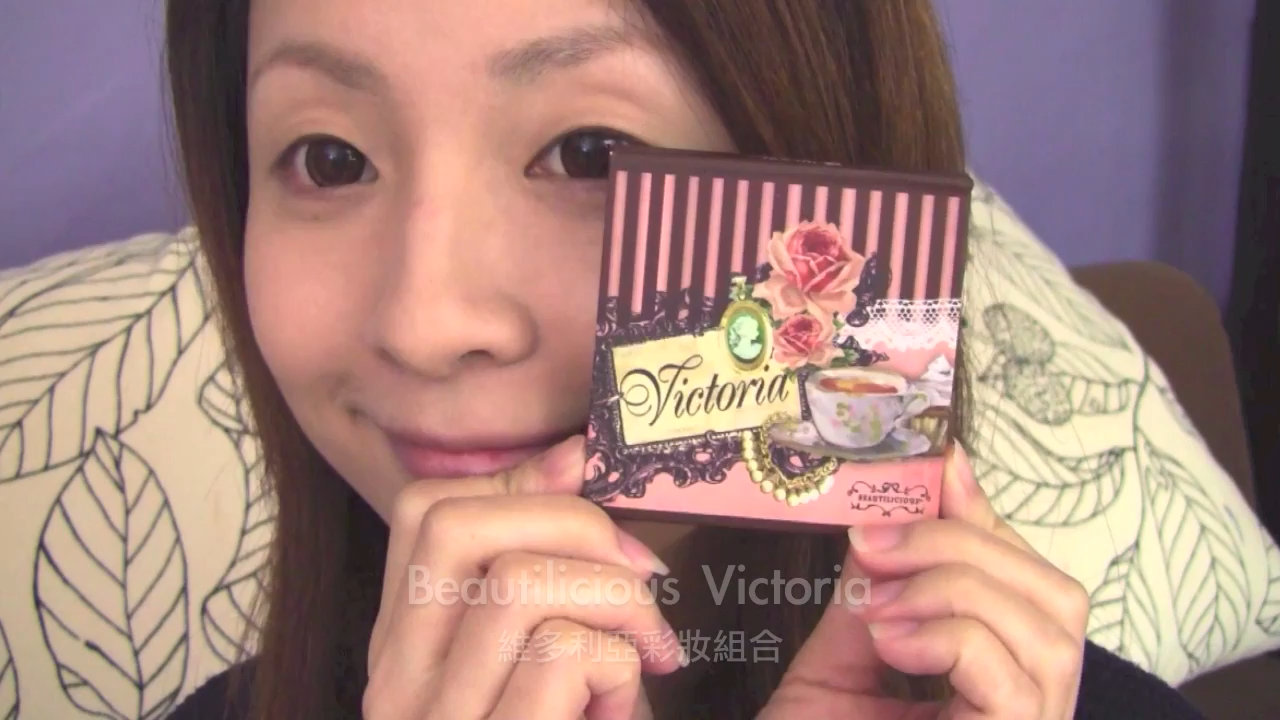 Victoria
BEAUTILICIOUS
Beautilicious Victoria
維多利亞彩妝組合